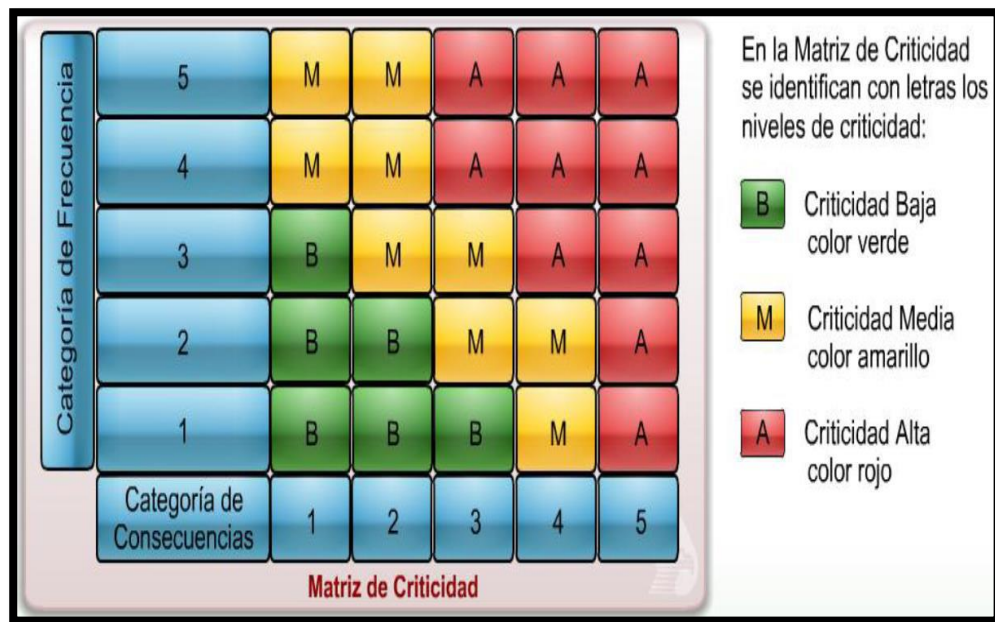 Categoría de Frecuencia
5 M M A A A
4 M M A A A
3 B M M A A
2 B B M M A
1 B B B M A
Categoría de
Consecuencias
1 2 3 4 5
Matriz de Criticidad
En la Matriz de Criticidad
se identifican con letras los
niveles de criticidad:
B Criticidad Baja
color verde
M Criticidad Media
color amarillo
A Criticidad Alta
color rojo